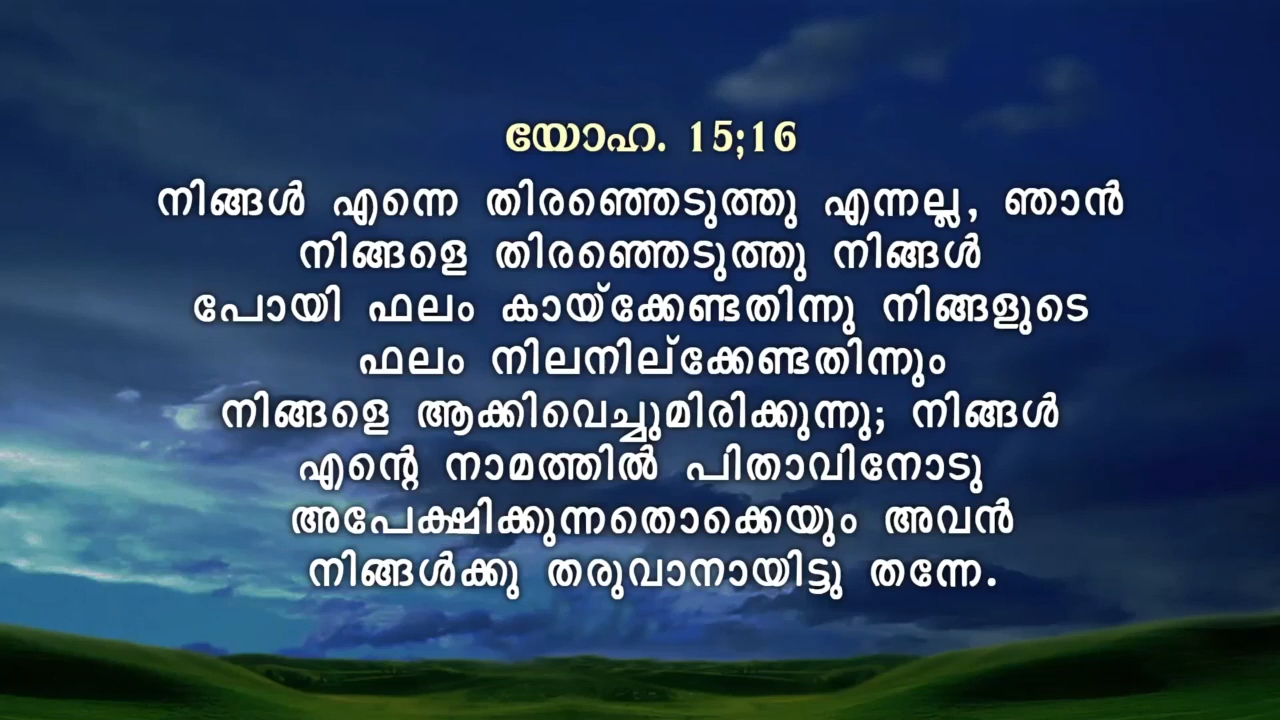 യോഹ. 15;16
നിങ്ങൾ എന്നെ തിരഞ്ഞെടുത്തു എന്നല്ല, ഞാൻ
നിങ്ങളെ തിരഞ്ഞെടുത്തു നിങ്ങൾ
പോയി ഫലം കായ്ക്കേണ്ടതിന്നു നിങ്ങളുടെ
ഫലം നിലനില്ക്കേണ്ടതിന്നും
നിങ്ങളെ ആക്കിവെച്ചുമിരിക്കുന്നു; നിങ്ങൾ
എന്റെ നാമത്തിൽ പിതാവിനോടു
അപേക്ഷിക്കുന്നതൊക്കെയും അവൻ
നിങ്ങൾക്കു തരുവാനായിട്ടു തന്നേ.